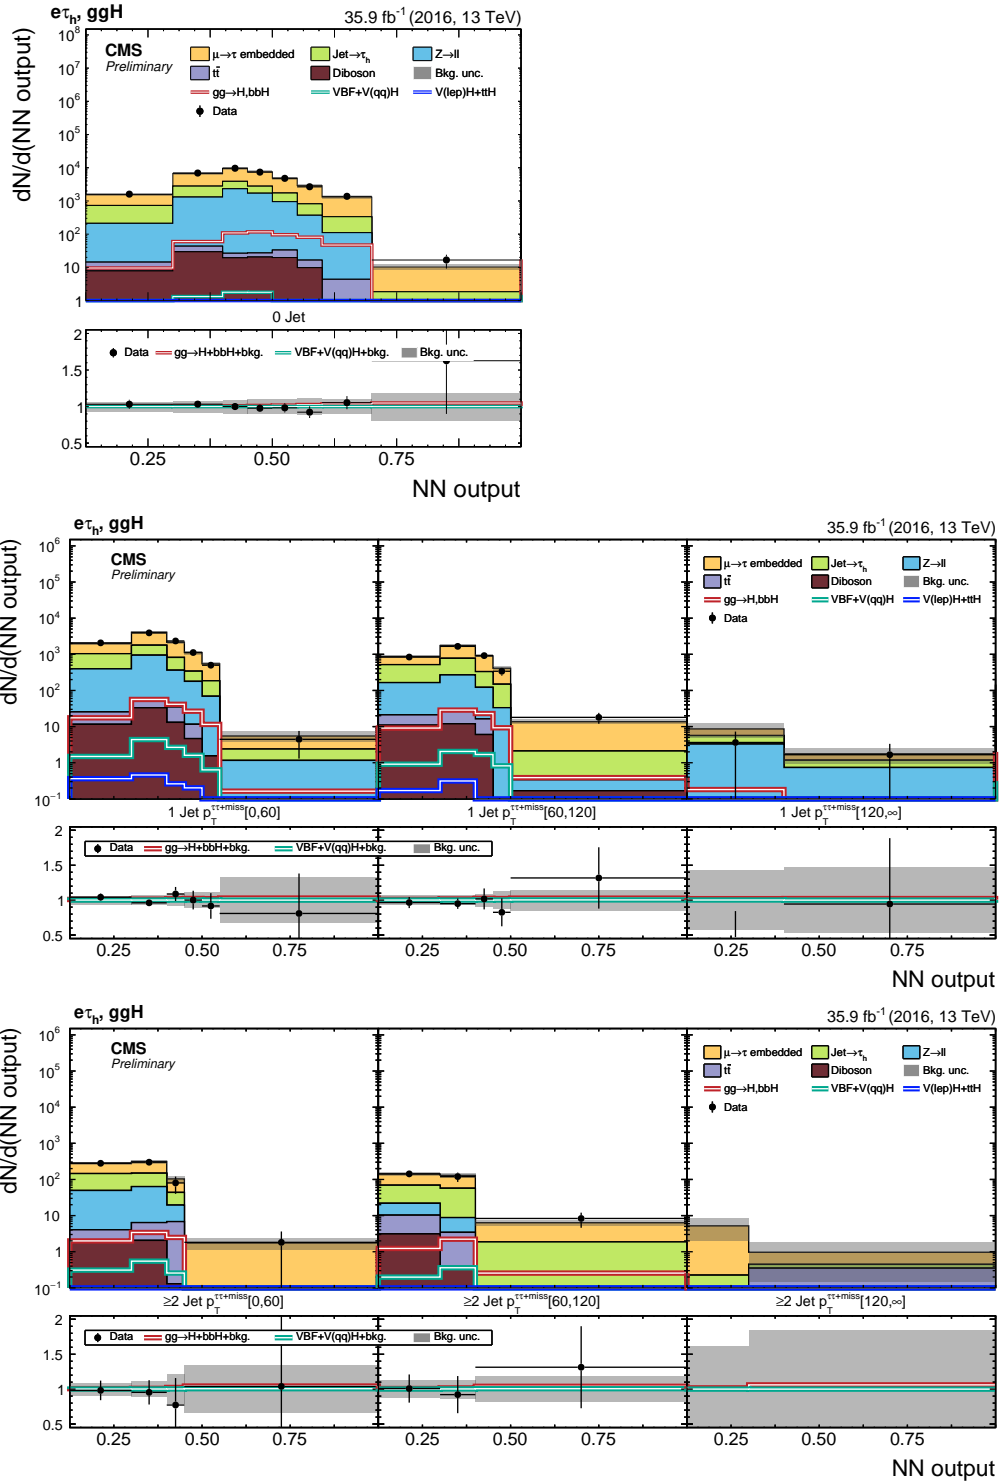 eτh, ggH
35.9 fb⁻¹ (2016, 13 TeV)
dN/d(NN output)
10⁸
10⁷
10⁶
10⁵
10⁴
10³
10²
10
1
CMS
Preliminary
μ→τ embedded
Jet→τh
Z→ll
tt̄
Diboson
Bkg. unc.
gg→H,bbH
VBF+V(qq)H
V(lep)H+ttH
Data
0 Jet
2
1.5
1
0.5
Data
gg→H+bbH+bkg.
VBF+V(qq)H+bkg.
Bkg. unc.
0.25 0.50 0.75
NN output
eτh, ggH
35.9 fb⁻¹ (2016, 13 TeV)
dN/d(NN output)
10⁶
10⁵
10⁴
10³
10²
10
1
10⁻¹
CMS
Preliminary
μ→τ embedded
Jet→τh
Z→ll
tt̄
Diboson
Bkg. unc.
gg→H,bbH
VBF+V(qq)H
V(lep)H+ttH
Data
1 Jet pTττ+miss[0,60]
1 Jet pTττ+miss[60,120]
1 Jet pTττ+miss[120,∞]
2
1.5
1
0.5
Data
gg→H+bbH+bkg.
VBF+V(qq)H+bkg.
Bkg. unc.
0.25 0.50 0.75 0.25 0.50 0.75 0.25 0.50 0.75
NN output
eτh, ggH
35.9 fb⁻¹ (2016, 13 TeV)
dN/d(NN output)
10⁶
10⁵
10⁴
10³
10²
10
1
10⁻¹
CMS
Preliminary
μ→τ embedded
Jet→τh
Z→ll
tt̄
Diboson
Bkg. unc.
gg→H,bbH
VBF+V(qq)H
V(lep)H+ttH
Data
≥2 Jet pTττ+miss[0,60]
≥2 Jet pTττ+miss[60,120]
≥2 Jet pTττ+miss[120,∞]
2
1.5
1
0.5
Data
gg→H+bbH+bkg.
VBF+V(qq)H+bkg.
Bkg. unc.
0.25 0.50 0.75 0.25 0.50 0.75 0.25 0.50 0.75
NN output